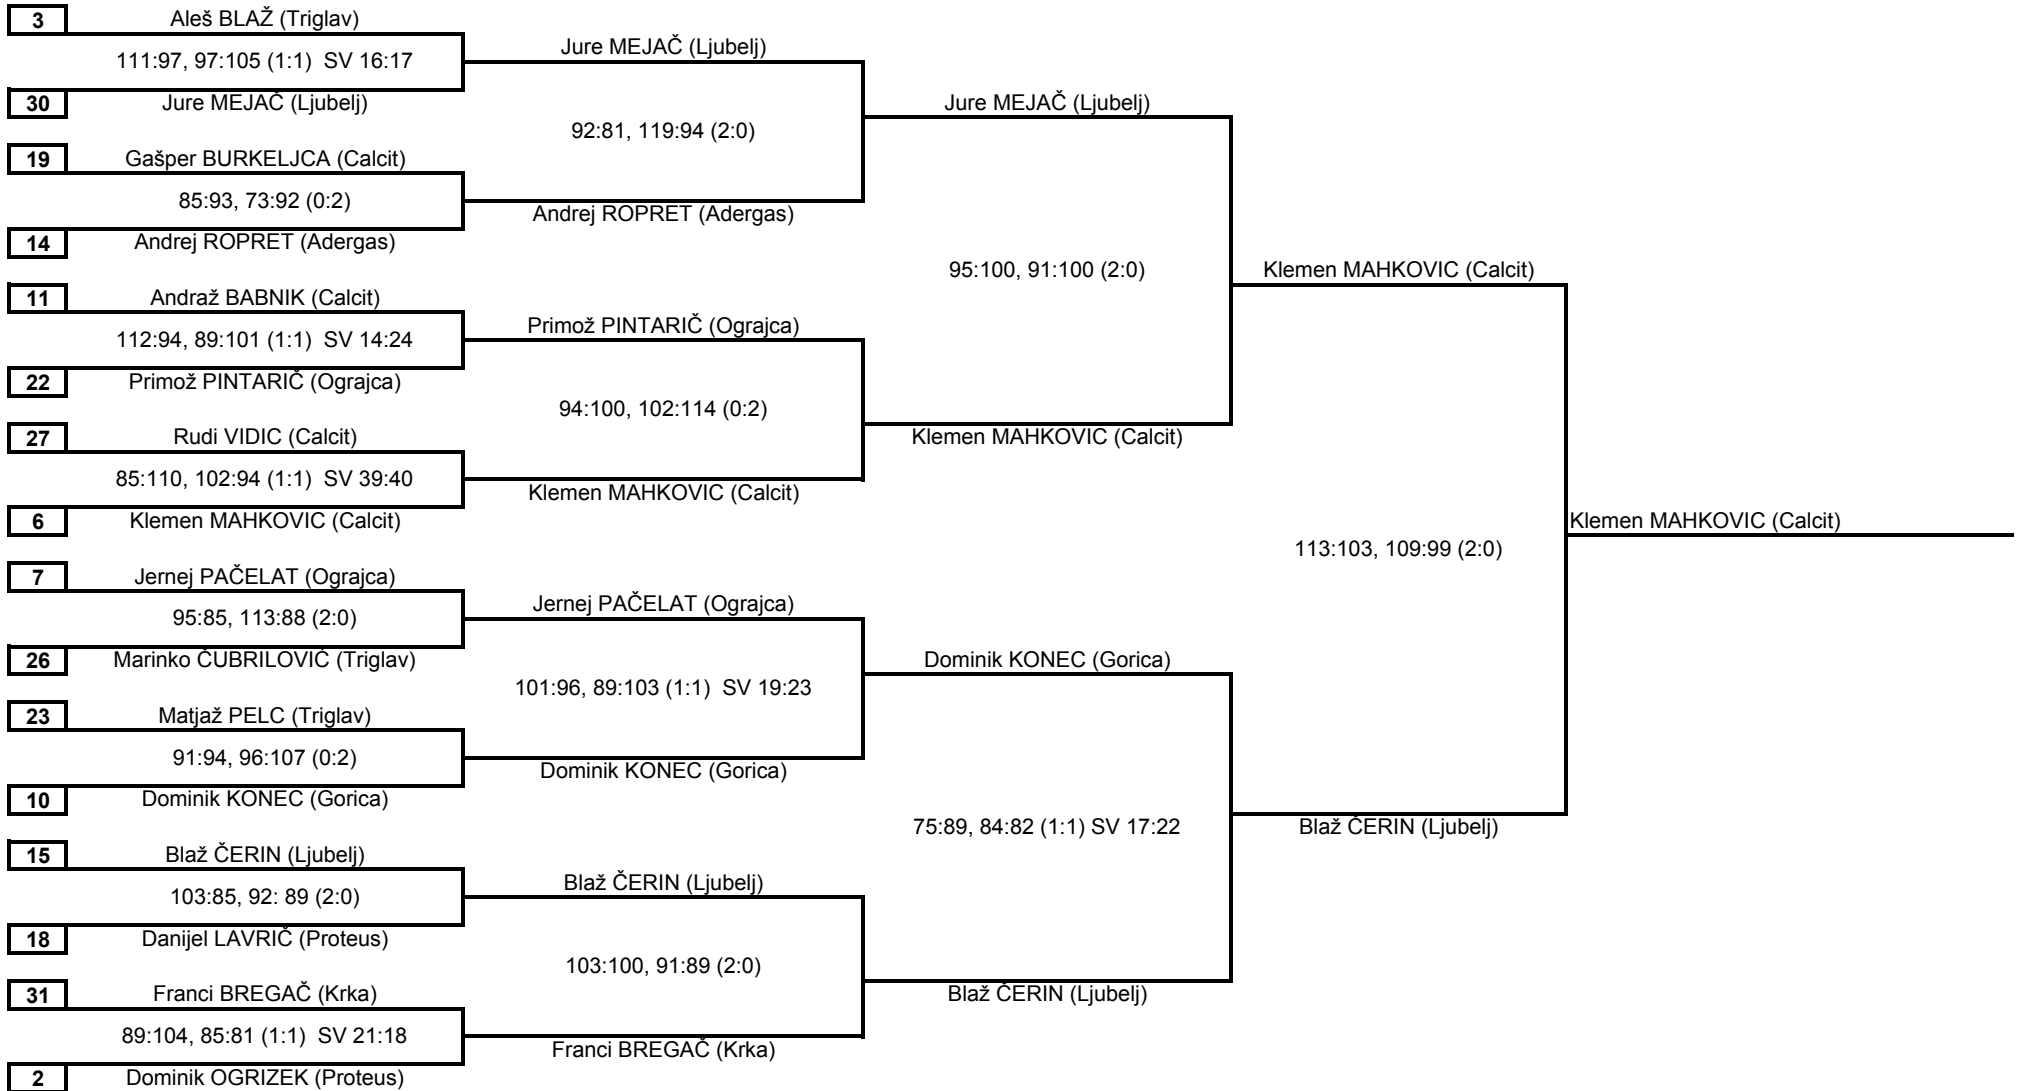 3 Aleš BLAŽ (Triglav)
111:97, 97:105 (1:1) SV 16:17
30 Jure MEJAČ (Ljubelj)
19 Gašper BURKELJCA (Calcit)
85:93, 73:92 (0:2)
14 Andrej ROPRET (Adergas)
11 Andraž BABNIK (Calcit)
112:94, 89:101 (1:1) SV 14:24
22 Primož PINTARIČ (Ograjca)
27 Rudi VIDIC (Calcit)
85:110, 102:94 (1:1) SV 39:40
6 Klemen MAHKOVIC (Calcit)
7 Jernej PAČELAT (Ograjca)
95:85, 113:88 (2:0)
26 Marinko ČUBRILOVIĆ (Triglav)
23 Matjaž PELC (Triglav)
91:94, 96:107 (0:2)
10 Dominik KONEC (Gorica)
15 Blaž ČERIN (Ljubelj)
103:85, 92: 89 (2:0)
18 Danijel LAVRIČ (Proteus)
31 Franci BREGAČ (Krka)
89:104, 85:81 (1:1) SV 21:18
2 Dominik OGRIZEK (Proteus)
Jure MEJAČ (Ljubelj)
92:81, 119:94 (2:0)
Andrej ROPRET (Adergas)
Primož PINTARIČ (Ograjca)
94:100, 102:114 (0:2)
Klemen MAHKOVIC (Calcit)
Jernej PAČELAT (Ograjca)
101:96, 89:103 (1:1) SV 19:23
Dominik KONEC (Gorica)
Blaž ČERIN (Ljubelj)
103:100, 91:89 (2:0)
Franci BREGAČ (Krka)
Jure MEJAČ (Ljubelj)
95:100, 91:100 (2:0)
Klemen MAHKOVIC (Calcit)
Dominik KONEC (Gorica)
75:89, 84:82 (1:1) SV 17:22
Blaž ČERIN (Ljubelj)
Klemen MAHKOVIC (Calcit)
113:103, 109:99 (2:0)
Blaž ČERIN (Ljubelj)
Klemen MAHKOVIC (Calcit)